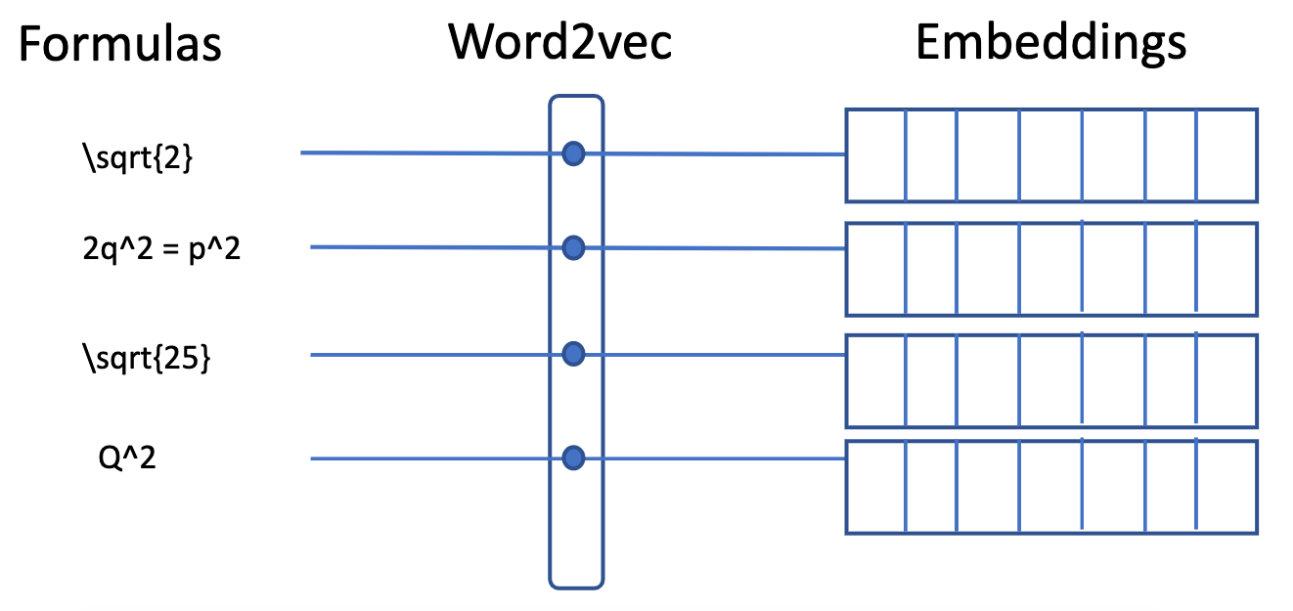 Formulas Word2vec Embeddings
\sqrt{2}
2q^2 = p^2
\sqrt{25}
Q^2